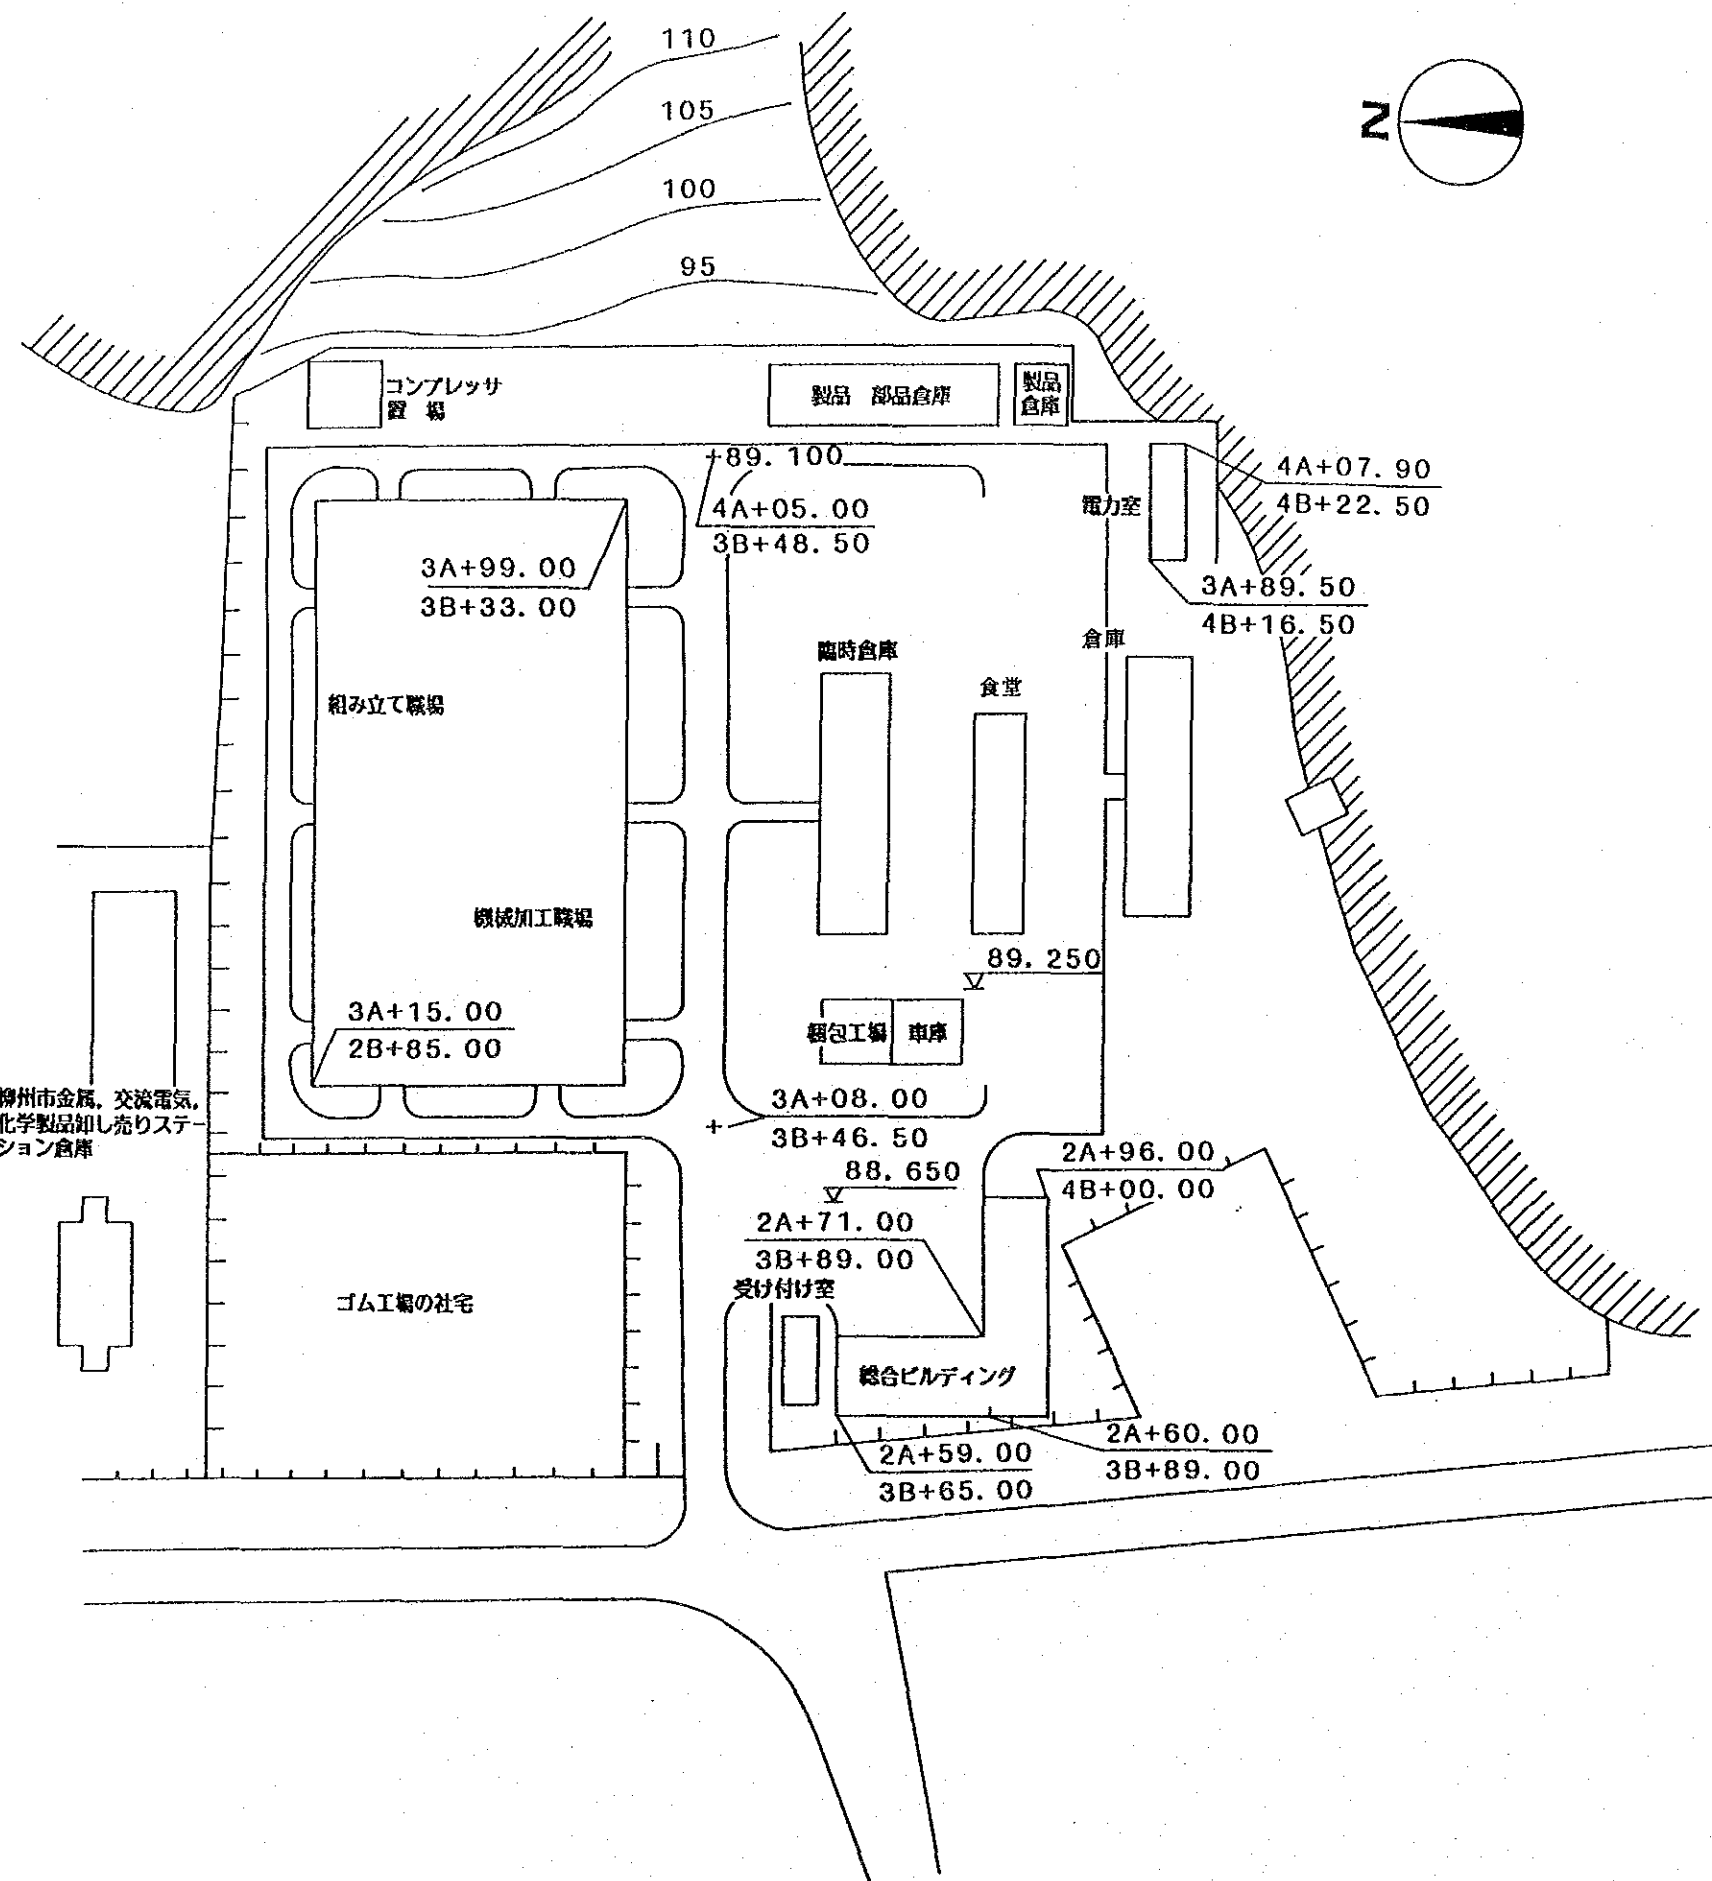 110
N
105
100
95
コンプレッサ
置 場
製品 部品倉庫
製品
倉庫
+89.100
4A+05.00
3B+48.50
電力室
4A+07.90
4B+22.50
3A+99.00
3B+33.00
3A+89.50
4B+16.50
倉庫
臨時倉庫
食堂
組み立て職場
機械加工職場
89.250
3A+15.00
2B+85.00
梱包工場
車庫
柳州市金属,交流電気,
化学製品卸し売りステー
ション倉庫
3A+08.00
3B+46.50
88.650
2A+96.00
4B+00.00
2A+71.00
3B+89.00
受け付け室
ゴム工場の社宅
総合ビルディング
2A+59.00
3B+65.00
2A+60.00
3B+89.00